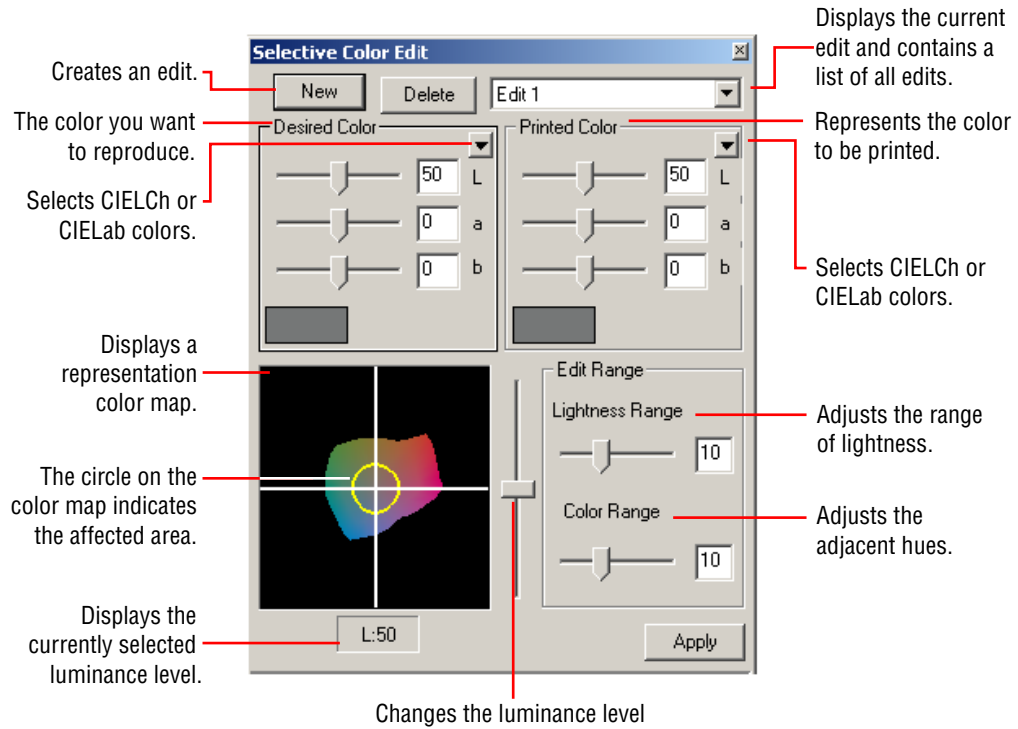 Displays the current
edit and contains a
list of all edits.
Selective Color Edit
Creates an edit.
New
Delete
Edit 1
The color you want
to reproduce.
Desired Color
Printed Color
Represents the color
to be printed.
50 L
50 L
Selects CIELCh or
CIELab colors.
0 a
0 a
0 b
0 b
Selects CIELCh or
CIELab colors.
Displays a
representation
color map.
Edit Range
Lightness Range
10
Adjusts the range
of lightness.
The circle on the
color map indicates
the affected area.
Color Range
10
Adjusts the
adjacent hues.
Displays the
currently selected
luminance level.
L:50
Apply
Changes the luminance level